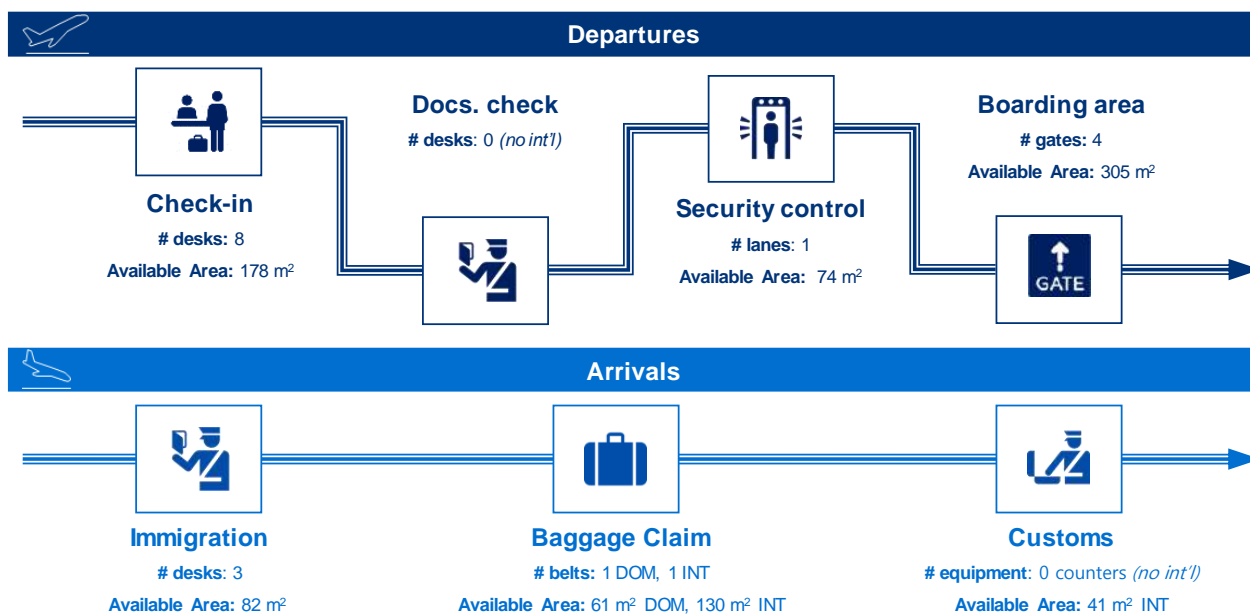 Departures
Check-in
# desks: 8
Available Area: 178 m²
Docs. check
# desks: 0 (no int'l)
Security control
# lanes: 1
Available Area: 74 m²
Boarding area
# gates: 4
Available Area: 305 m²
GATE
Arrivals
Immigration
# desks: 3
Available Area: 82 m²
Baggage Claim
# belts: 1 DOM, 1 INT
Available Area: 61 m² DOM, 130 m² INT
Customs
# equipment: 0 counters (no int'l)
Available Area: 41 m² INT